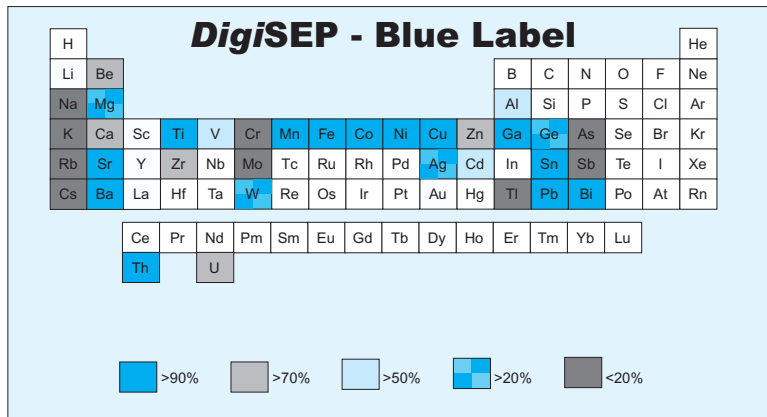 DigiSEP - Blue Label
H He
Li Be B C N O F Ne
Na Mg Al Si P S Cl Ar
K Ca Sc Ti V Cr Mn Fe Co Ni Cu Zn Ga Ge As Se Br Kr
Rb Sr Y Zr Nb Mo Tc Ru Rh Pd Ag Cd In Sn Sb Te I Xe
Cs Ba La Hf Ta W Re Os Ir Pt Au Hg Tl Pb Bi Po At Rn
Ce Pr Nd Pm Sm Eu Gd Tb Dy Ho Er Tm Yb Lu
Th U
>90% >70% >50% >20% <20%